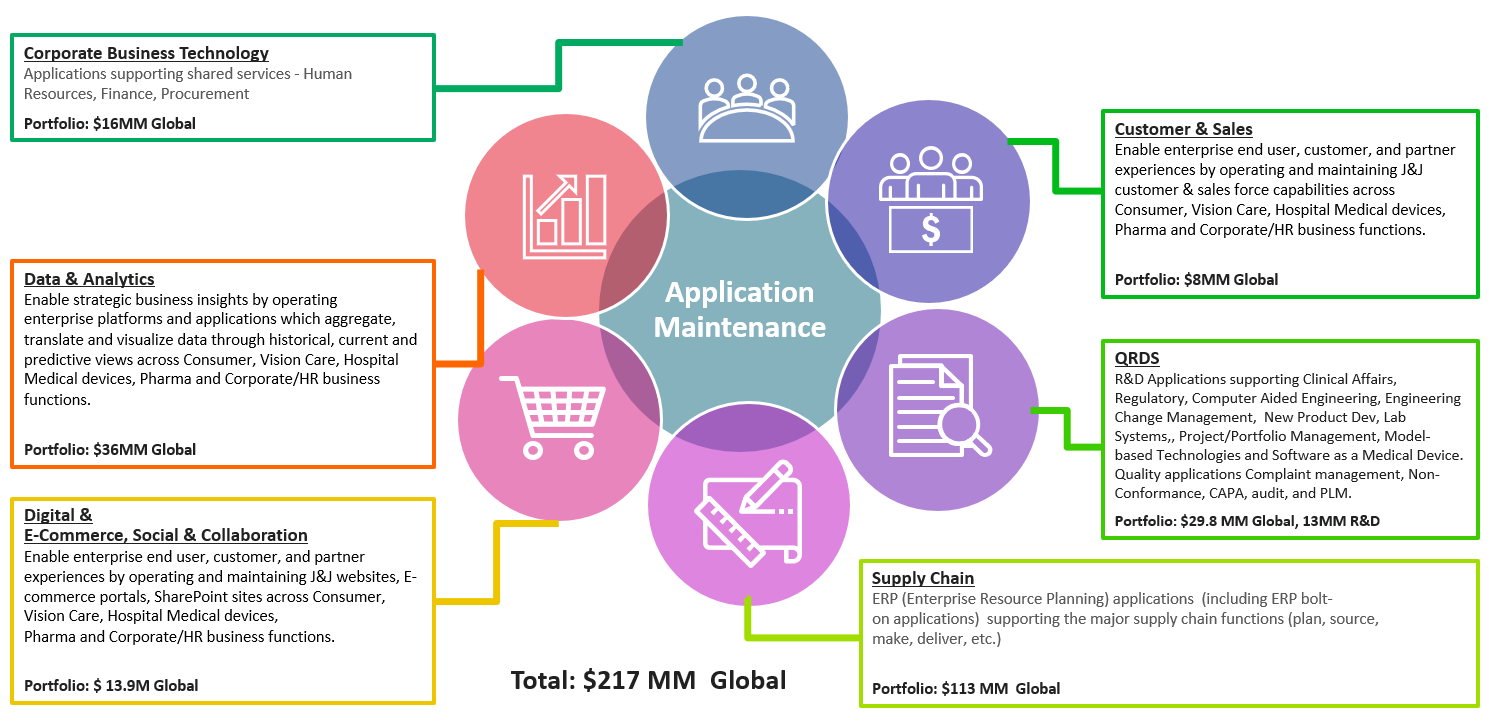 Corporate Business Technology
Applications supporting shared services - Human
Resources, Finance, Procurement
Portfolio: $16MM Global
Data & Analytics
Enable strategic business insights by operating
enterprise platforms and applications which aggregate,
translate and visualize data through historical, current and
predictive views across Consumer, Vision Care, Hospital
Medical devices, Pharma and Corporate/HR business
functions.
Portfolio: $36MM Global
Digital &
E-Commerce, Social & Collaboration
Enable enterprise end user, customer, and partner
experiences by operating and maintaining J&J websites, E-
commerce portals, SharePoint sites across Consumer,
Vision Care, Hospital Medical devices,
Pharma and Corporate/HR business functions.
Portfolio: $ 13.9M Global
Application
Maintenance
$
Total: $217 MM  Global
Customer & Sales
Enable enterprise end user, customer, and partner
experiences by operating and maintaining J&J
customer & sales force capabilities across
Consumer, Vision Care, Hospital Medical devices,
Pharma and Corporate/HR business functions.
Portfolio: $8MM Global
QRDS
R&D Applications supporting Clinical Affairs,
Regulatory, Computer Aided Engineering, Engineering
Change Management,  New Product Dev, Lab
Systems,, Project/Portfolio Management, Model-
based Technologies and Software as a Medical Device.
Quality applications Complaint management, Non-
Conformance, CAPA, audit, and PLM.
Portfolio: $29.8 MM Global, 13MM R&D
Supply Chain
ERP (Enterprise Resource Planning) applications  (including ERP bolt-
on applications)  supporting the major supply chain functions (plan, source,
make, deliver, etc.)
Portfolio: $113 MM  Global